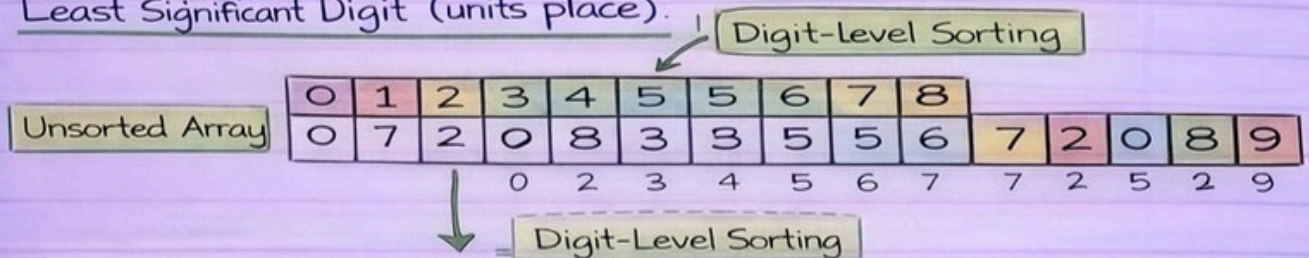 Least Significant Digit (units place).
Digit-Level Sorting
0 1 2 3 4 5 5 6 7 8
Unsorted Array 0 7 2 0 8 3 3 5 5 6 7 2 0 8 9
0 2 3 4 5 6 7 7 2 5 2 9
Digit-Level Sorting